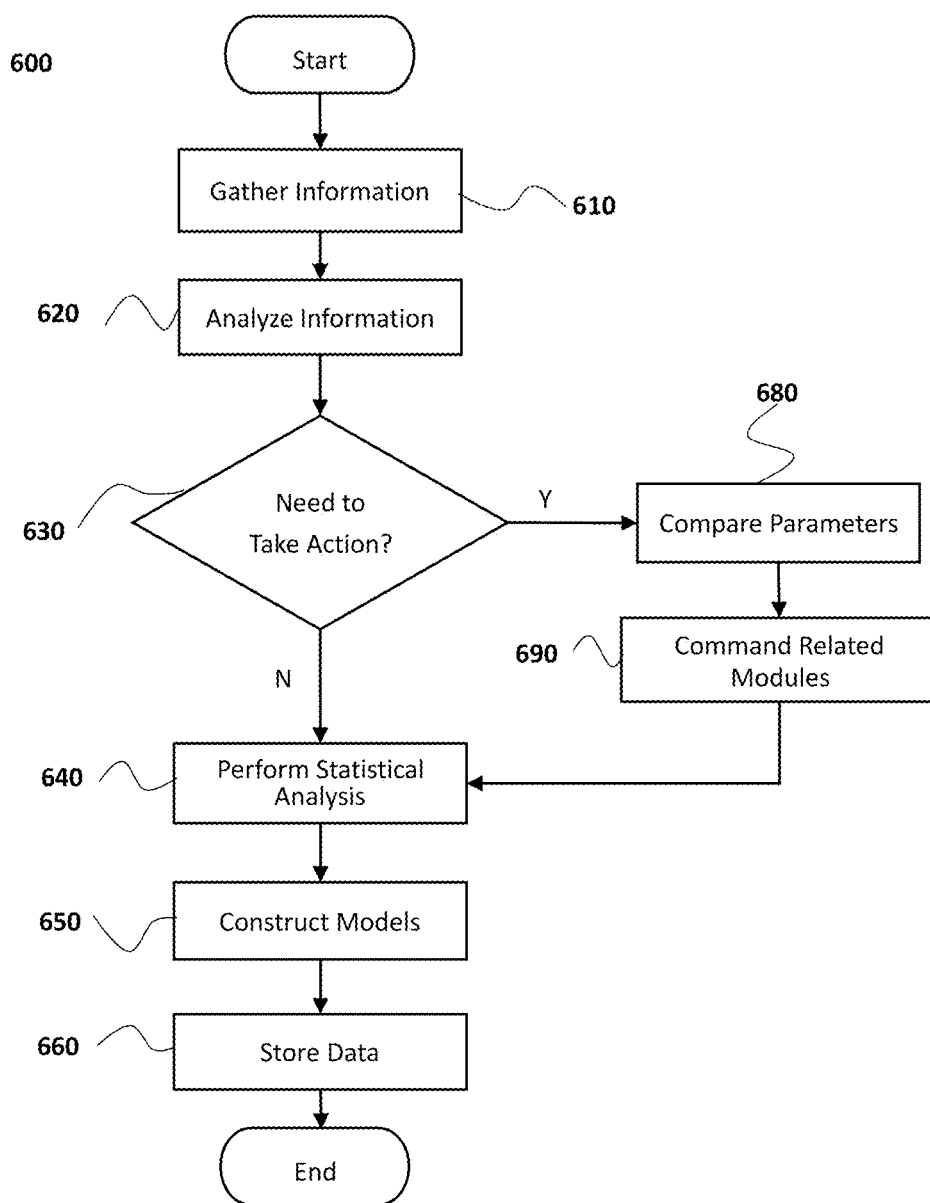 600
Start
Gather Information
610
620
Analyze Information
680
630
Need to
Take Action?
Y
Compare Parameters
690
Command Related
Modules
N
640
Perform Statistical
Analysis
650
Construct Models
660
Store Data
End